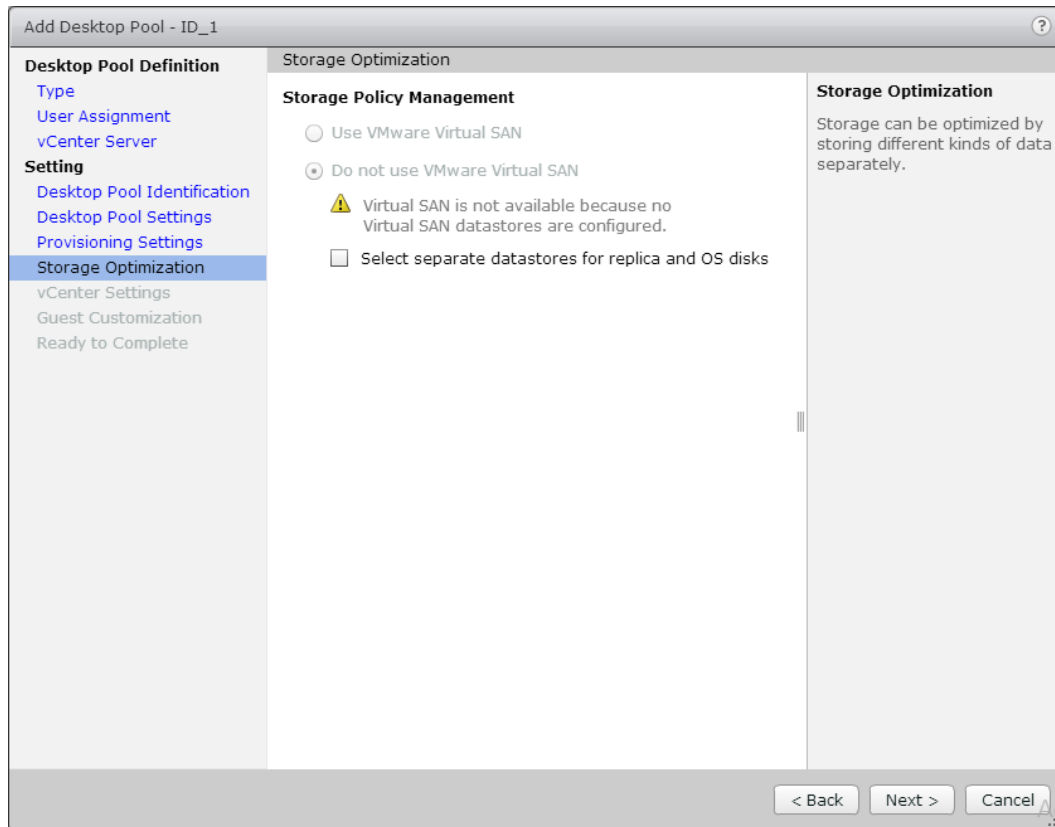 Add Desktop Pool - ID_1
?
Desktop Pool Definition
Type
User Assignment
vCenter Server
Setting
Desktop Pool Identification
Desktop Pool Settings
Provisioning Settings
Storage Optimization
vCenter Settings
Guest Customization
Ready to Complete
Storage Optimization
Storage Policy Management
Use VMware Virtual SAN
Do not use VMware Virtual SAN
Virtual SAN is not available because no
Virtual SAN datastores are configured.
Select separate datastores for replica and OS disks
Storage Optimization
Storage can be optimized by
storing different kinds of data
separately.
< Back
Next >
Cancel
A